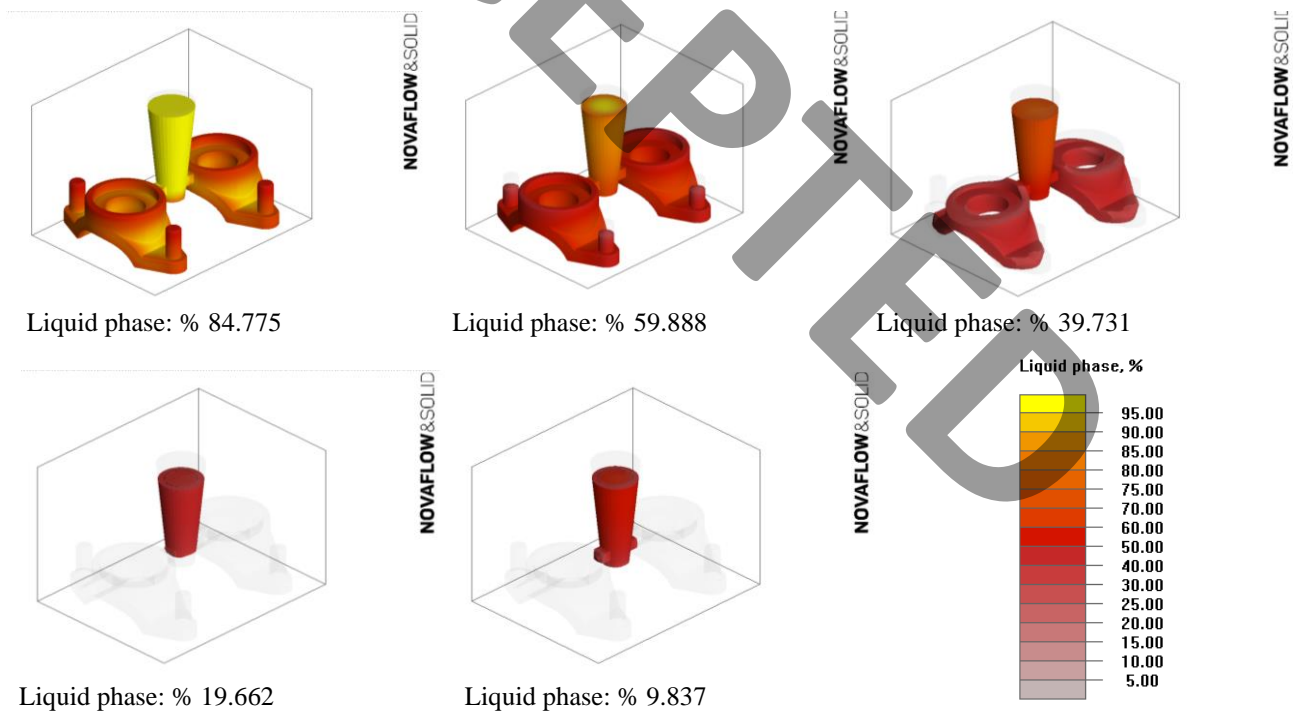 NOVAFLOW&SOLID
NOVAFLOW&SOLID
NOVAFLOW&SOLID
Liquid phase: % 84.775
Liquid phase: % 59.888
Liquid phase: % 39.731
NOVAFLOW&SOLID
NOVAFLOW&SOLID
Liquid phase, %
95.00
90.00
85.00
80.00
75.00
70.00
60.00
50.00
40.00
30.00
25.00
20.00
15.00
10.00
5.00
Liquid phase: % 19.662
Liquid phase: % 9.837
EPTED